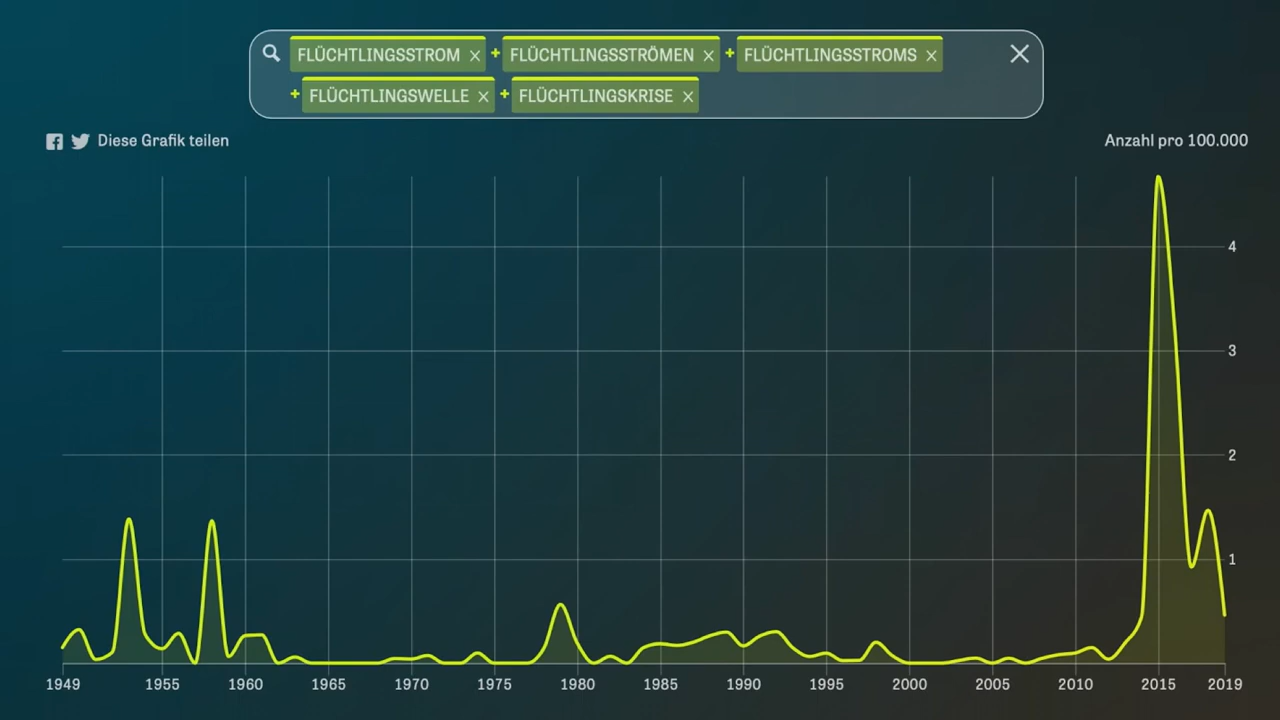 FLÜCHTLINGSSTROM × + FLÜCHTLINGSSTRÖMEN × + FLÜCHTLINGSSTROMS ×
+ FLÜCHTLINGSWELLE × + FLÜCHTLINGSKRISE ×
Diese Grafik teilen
Anzahl pro 100.000
4
3
2
1
1949 1955 1960 1965 1970 1975 1980 1985 1990 1995 2000 2005 2010 2015 2019